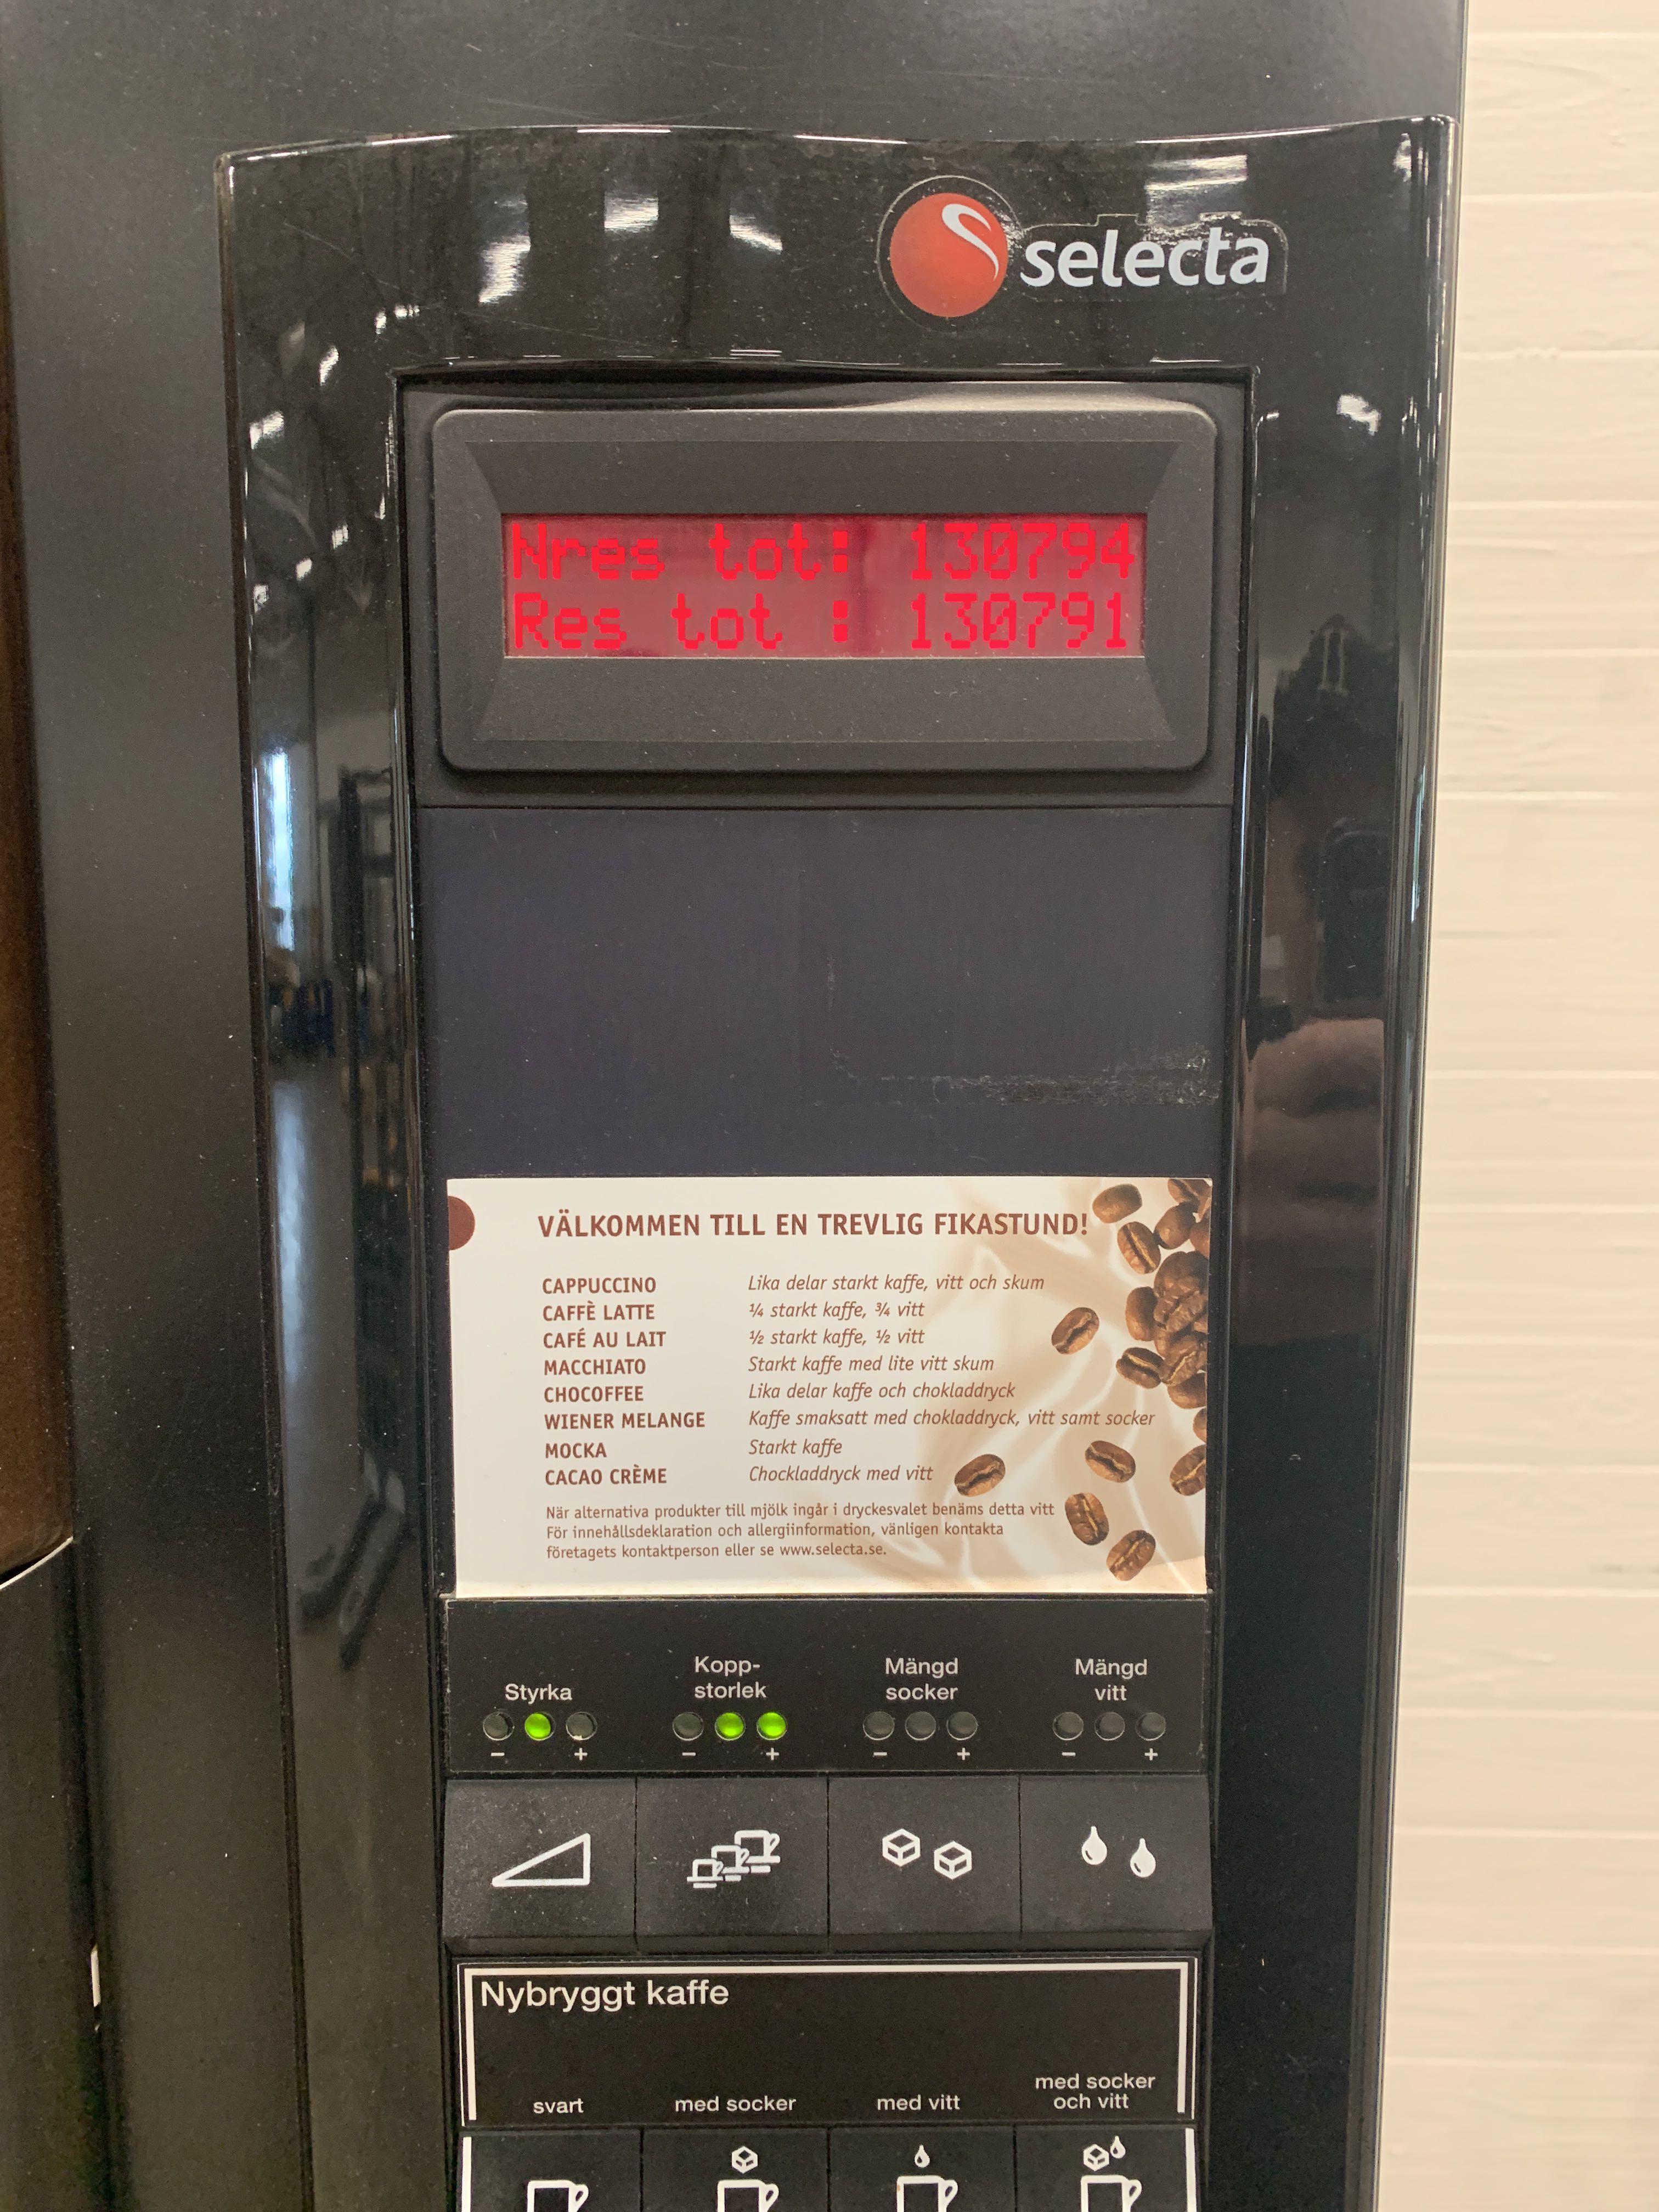 selecta
Nres tot: 130794
Res tot : 130791
VÄLKOMMEN TILL EN TREVLIG FIKASTUND!
CAPPUCCINO Lika delar starkt kaffe, vitt och skum
CAFFÈ LATTE ¼ starkt kaffe, ¾ vitt
CAFÉ AU LAIT ½ starkt kaffe, ½ vitt
MACCHIATO Starkt kaffe med lite vitt skum
CHOCOFFEE Lika delar kaffe och chokladdryck
WIENER MELANGE Kaffe smaksatt med chokladdryck, vitt samt socker
MOCKA Starkt kaffe
CACAO CRÈME Chockladdryck med vitt
När alternativa produkter till mjölk ingår i dryckesvalet benäms detta vitt
För innehållsdeklaration och allergiinformation, vänligen kontakta
företagets kontaktperson eller se www.selecta.se.
Styrka
Kopp-
storlek
Mängd
socker
Mängd
vitt
- + - + - + - +
Nybryggt kaffe
svart
med socker
med vitt
med socker
och vitt